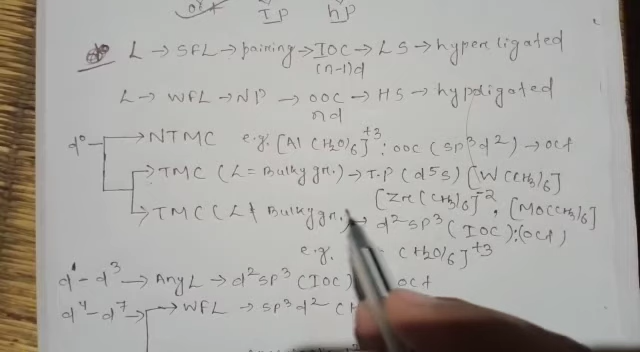 IP hp
L → SFL → pairing → IOC → LS → hyperligated
(n-1)d
L → WFL → NP → OOC → HS → hypoligated
nd
d⁰ → NTMC e.g. [Al(H2O)6]+3 : OOC (sp³d²) → oct
→ TMC (L = Bulky gr.) → T.P (d⁵s) [W(CH3)6]
[Zr(CH3)6]-2, [Mo(CH3)6]
→ TMC (L ≠ Bulky gr.) → d²sp³ (IOC): (Oct)
e.g. (H2O)6]+3
d¹-d³ → Any L → d²sp³ (IOC) oct
d⁴-d⁷ → WFL → sp³d² (H